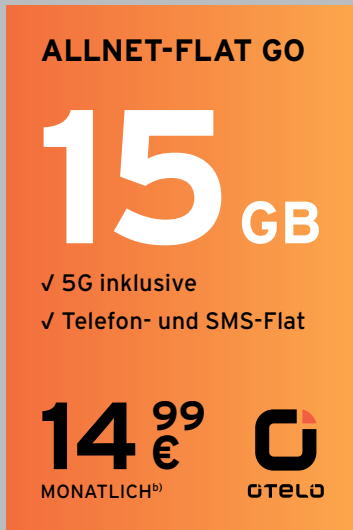 ALLNET-FLAT GO
15 GB
√ 5G inklusive
√ Telefon- und SMS-Flat
14 99 €
MONATLICH b)
OTELO